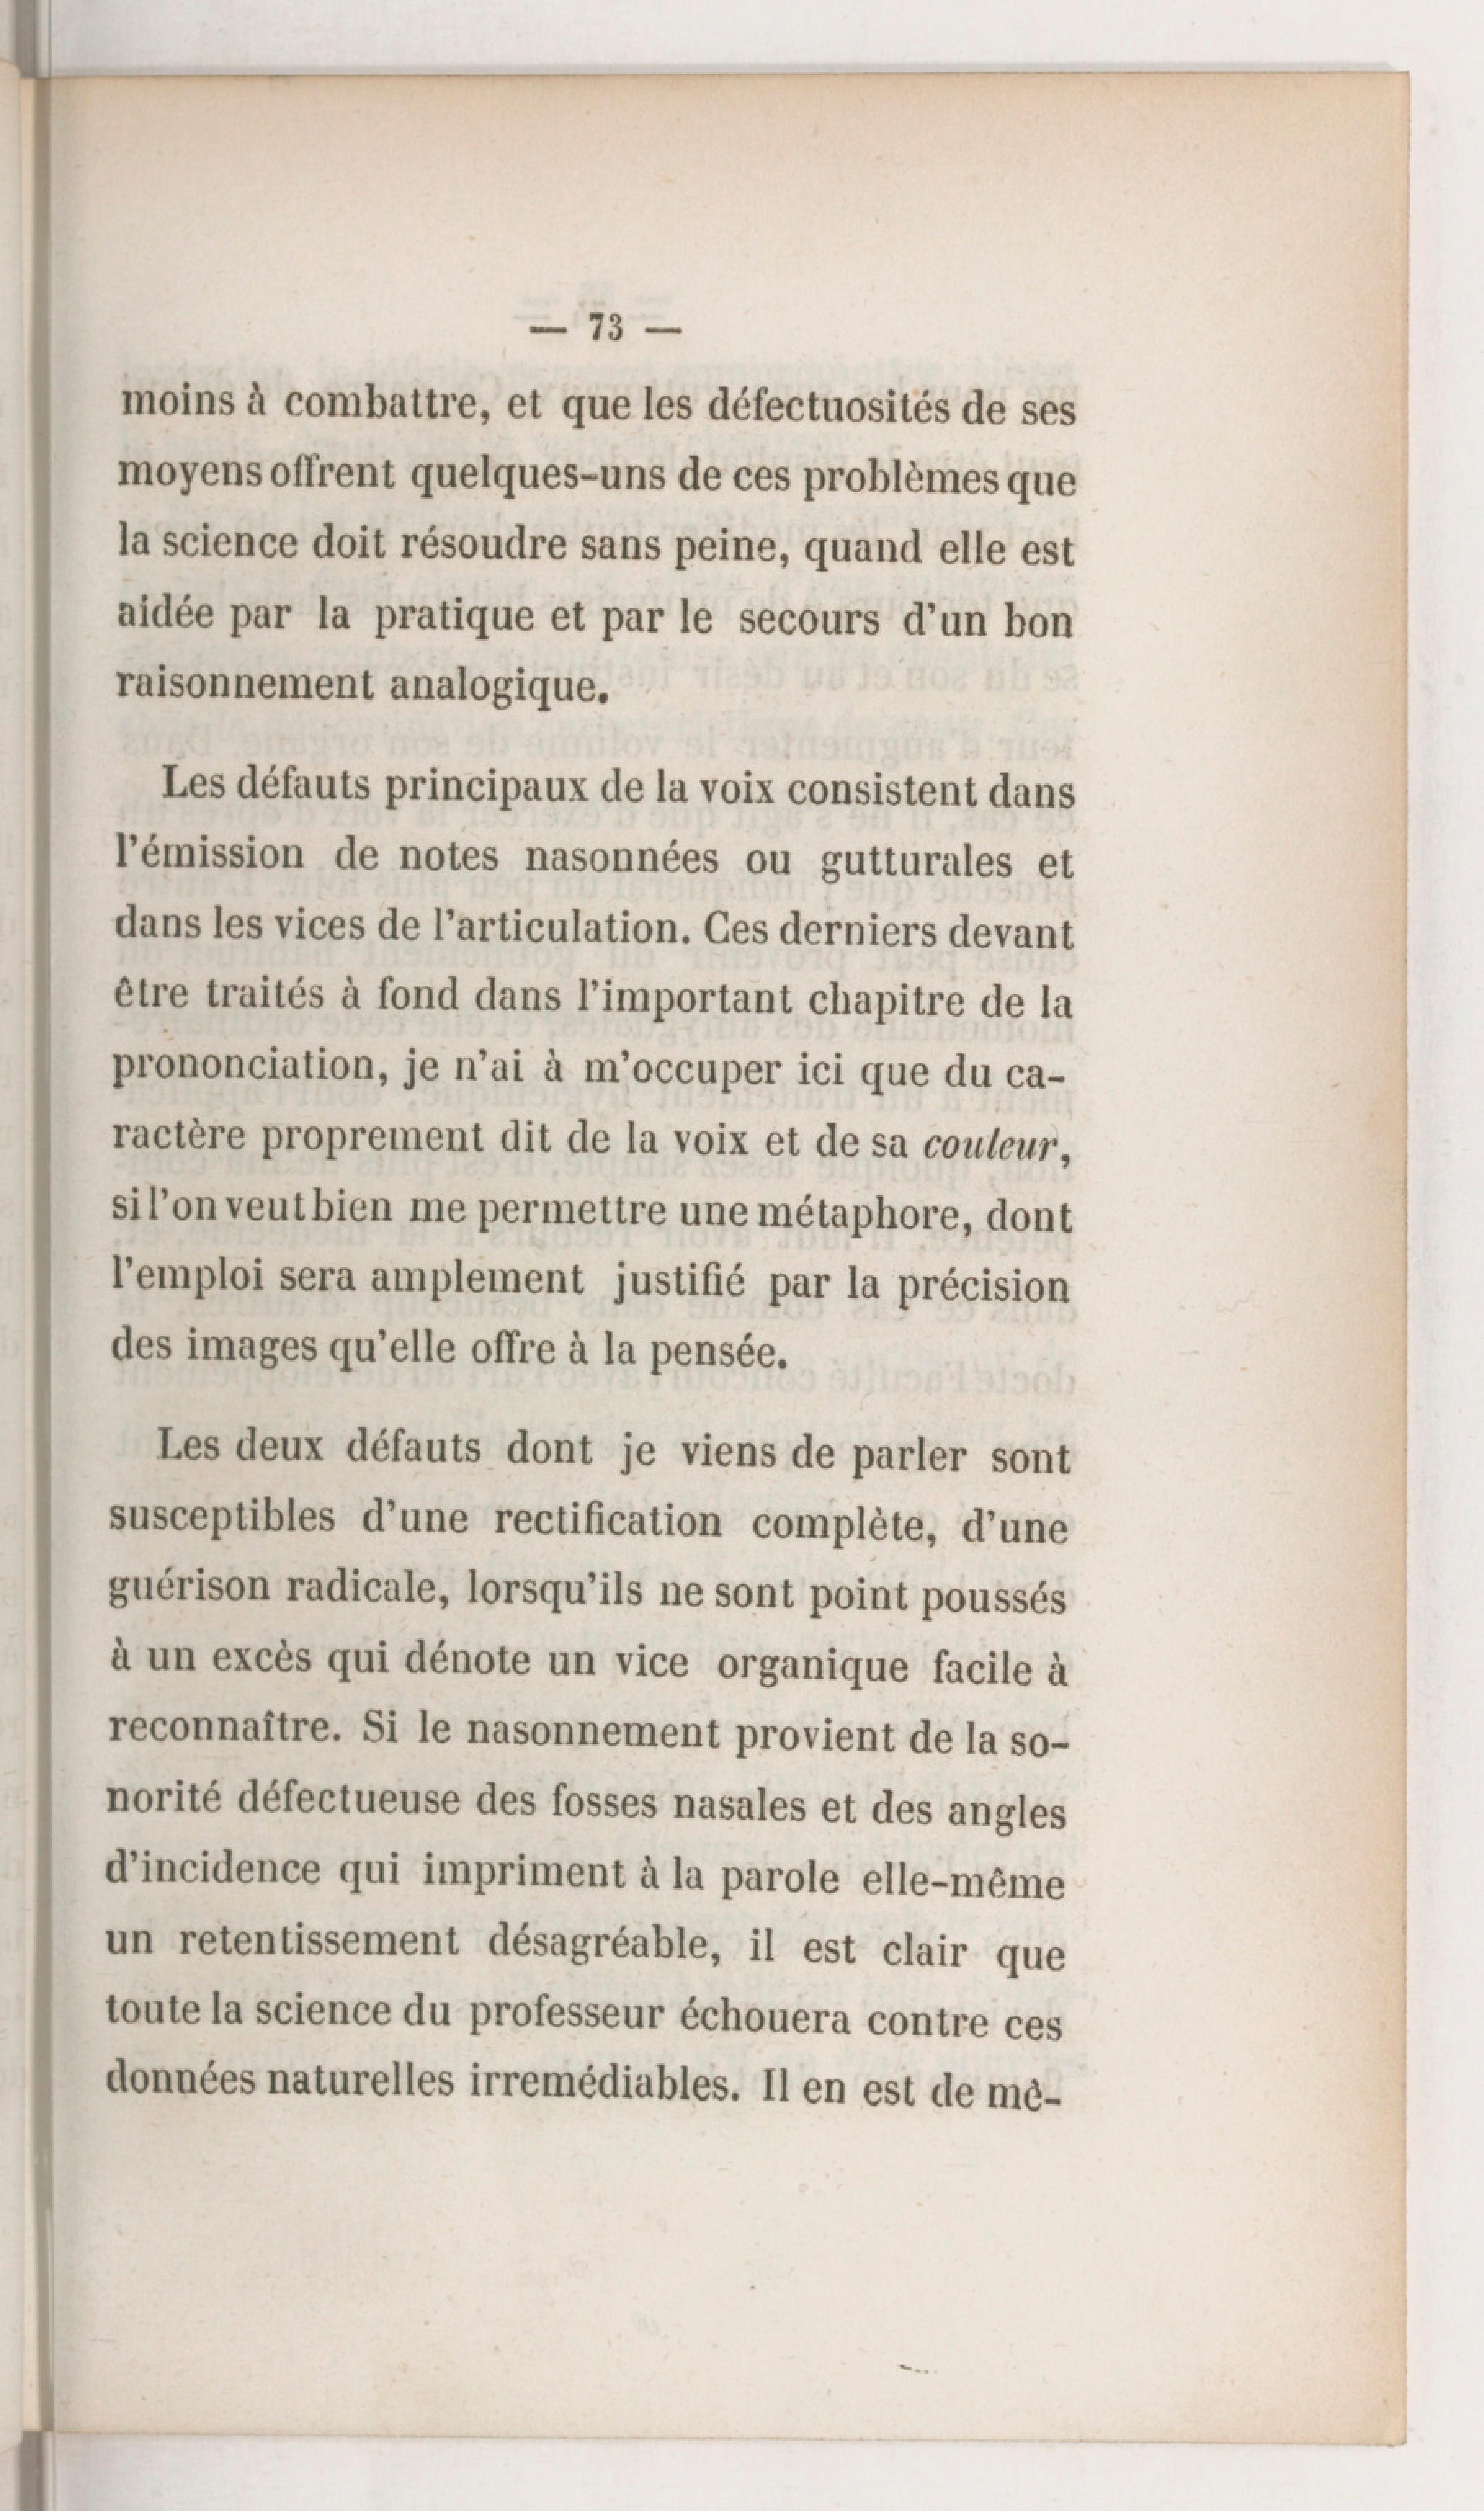 — 73 —
moins à combattre, et que les défectuosités de ses
moyens offrent quelques-uns de ces problèmes que
la science doit résoudre sans peine, quand elle est
aidée par la pratique et par le secours d'un bon
raisonnement analogique.
Les défauts principaux de la voix consistent dans
l'émission de notes nasonnées ou gutturales et
dans les vices de l'articulation. Ces derniers devant
être traités à fond dans l'important chapitre de la
prononciation, je n'ai à m'occuper ici que du ca-
ractère proprement dit de la voix et de sa couleur,
si l'on veut bien me permettre une métaphore, dont
l'emploi sera amplement justifié par la précision
des images qu'elle offre à la pensée.
Les deux défauts dont je viens de parler sont
susceptibles d'une rectification complète, d'une
guérison radicale, lorsqu'ils ne sont point poussés
à un excès qui dénote un vice organique facile à
reconnaître. Si le nasonnement provient de la so-
norité défectueuse des fosses nasales et des angles
d'incidence qui impriment à la parole elle-même
un retentissement désagréable, il est clair que
toute la science du professeur échouera contre ces
données naturelles irremédiables. Il en est de mê-